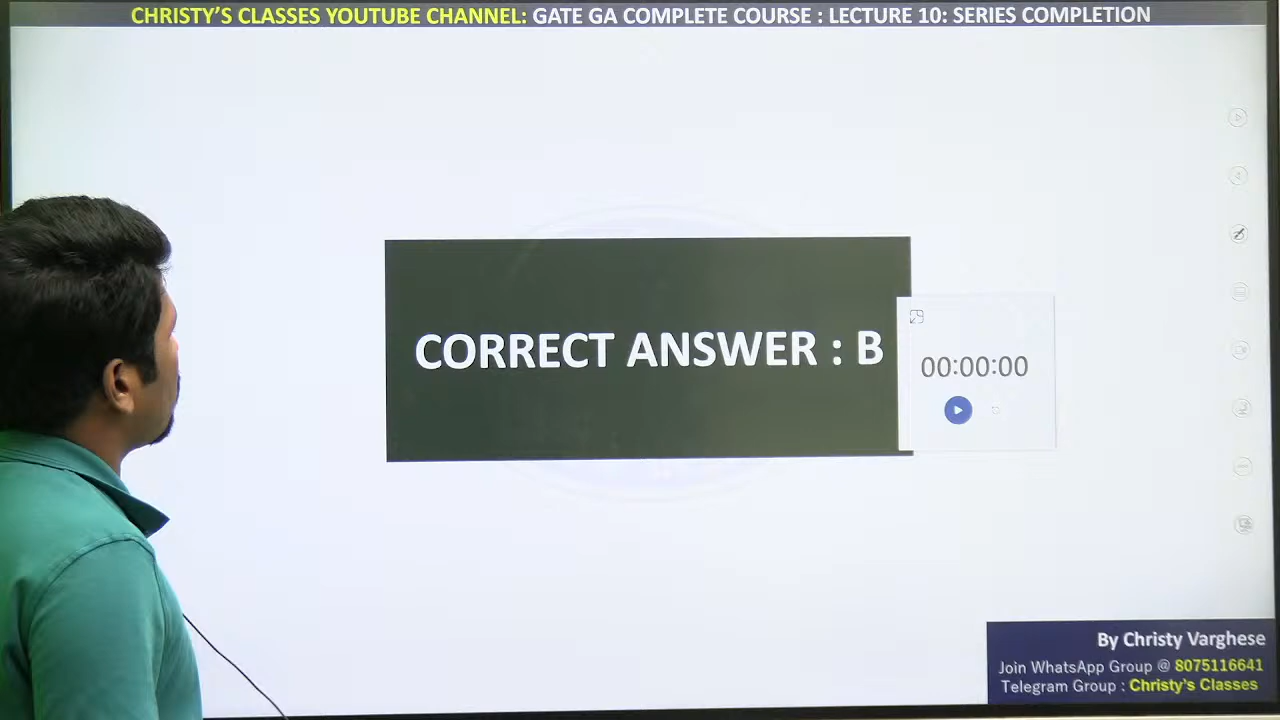 CHRISTY'S CLASSES YOUTUBE CHANNEL: GATE GA COMPLETE COURSE : LECTURE 10: SERIES COMPLETION
CORRECT ANSWER : B
00:00:00
By Christy Varghese
Join WhatsApp Group @ 8075116641
Telegram Group : Christy's Classes